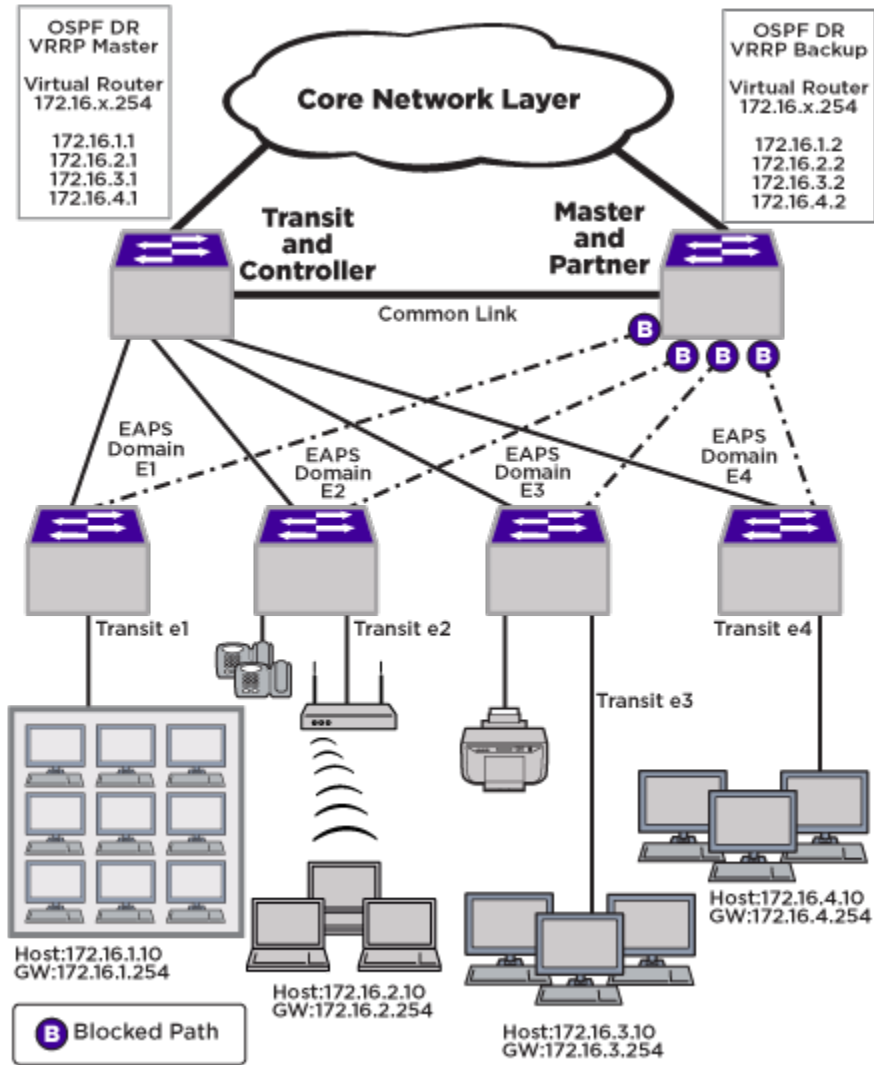 OSPF DR
VRRP Master
Virtual Router
172.16.x.254
172.16.1.1
172.16.2.1
172.16.3.1
172.16.4.1
Core Network Layer
OSPF DR
VRRP Backup
Virtual Router
172.16.x.254
172.16.1.2
172.16.2.2
172.16.3.2
172.16.4.2
Transit
and
Controller
Master
and
Partner
Common Link
B
B
B
B
EAPS
Domain
E1
EAPS
Domain
E2
EAPS
Domain
E3
EAPS
Domain
E4
Transit e1
Transit e2
Transit e3
Transit e4
Host:172.16.1.10
GW:172.16.1.254
Host:172.16.2.10
GW:172.16.2.254
Host:172.16.3.10
GW:172.16.3.254
Host:172.16.4.10
GW:172.16.4.254
B Blocked Path